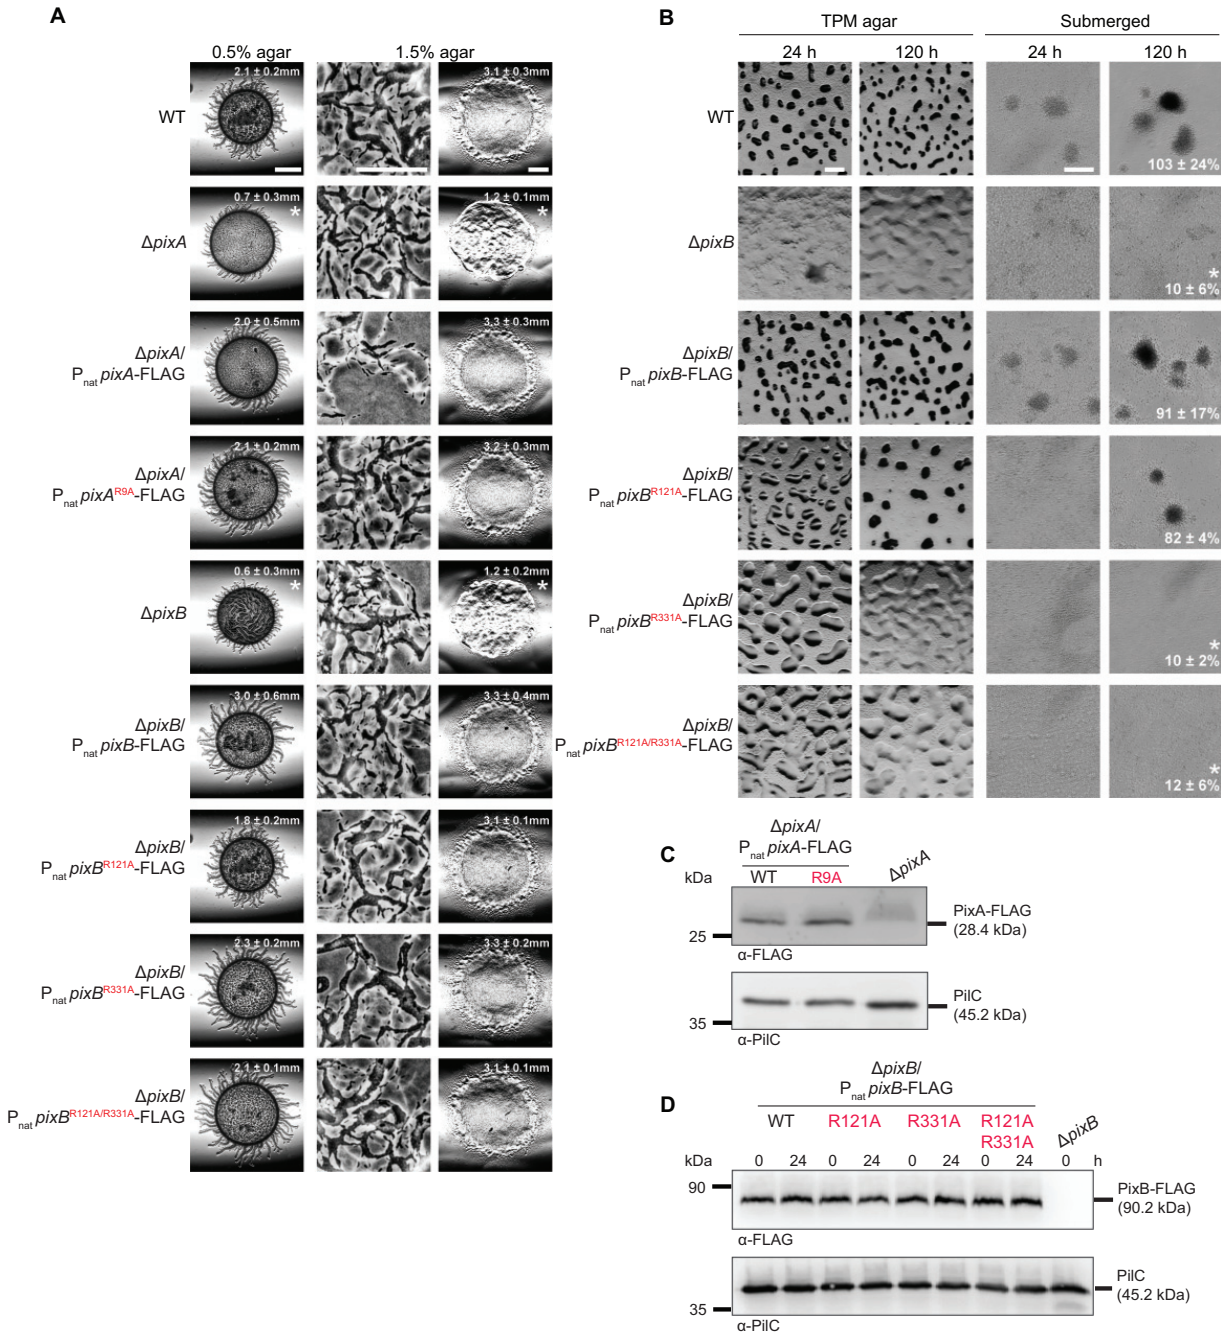 A
0.5% agar
1.5% agar
WT
2.1 ± 0.2mm
3.1 ± 0.3mm
ΔpixA
0.7 ± 0.3mm
*
1.2 ± 0.1mm
*
ΔpixA/
Pnat pixA-FLAG
2.0 ± 0.5mm
3.3 ± 0.3mm
ΔpixA/
Pnat pixAR9A-FLAG
2.1 ± 0.2mm
3.2 ± 0.3mm
ΔpixB
0.6 ± 0.3mm
*
1.2 ± 0.2mm
*
ΔpixB/
Pnat pixB-FLAG
3.0 ± 0.6mm
3.3 ± 0.4mm
ΔpixB/
Pnat pixBR121A-FLAG
1.8 ± 0.2mm
3.1 ± 0.1mm
ΔpixB/
Pnat pixBR331A-FLAG
2.3 ± 0.2mm
3.3 ± 0.2mm
ΔpixB/
Pnat pixBR121A/R331A-FLAG
2.1 ± 0.1mm
3.1 ± 0.1mm
B
TPM agar
Submerged
24 h
120 h
24 h
120 h
WT
103 ± 24%
ΔpixB
*
10 ± 6%
ΔpixB/
Pnat pixB-FLAG
91 ± 17%
ΔpixB/
Pnat pixBR121A-FLAG
82 ± 4%
ΔpixB/
Pnat pixBR331A-FLAG
*
10 ± 2%
ΔpixB/
Pnat pixBR121A/R331A-FLAG
*
12 ± 6%
C
ΔpixA/
Pnat pixA-FLAG
kDa
WT
R9A
ΔpixA
25
PixA-FLAG
(28.4 kDa)
α-FLAG
35
PilC
(45.2 kDa)
α-PilC
D
ΔpixB/
Pnat pixB-FLAG
WT
R121A
R331A
R121A
R331A
ΔpixB
kDa
0 24 0 24 0 24 0 24 0 h
90
PixB-FLAG
(90.2 kDa)
α-FLAG
35
PilC
(45.2 kDa)
α-PilC